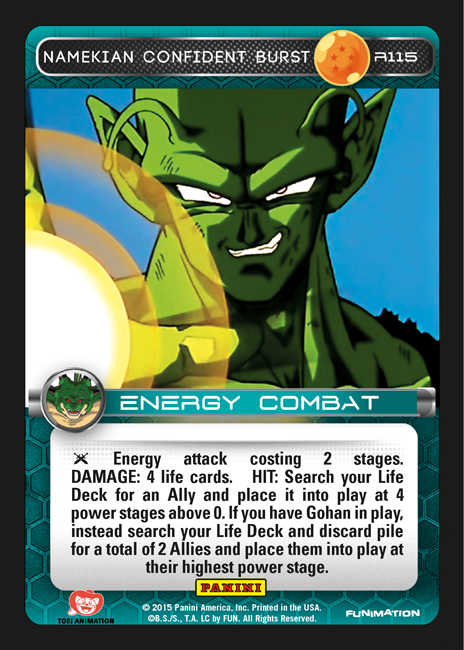 NAMEKIAN CONFIDENT BURST R115
ENERGY COMBAT
Energy attack costing 2 stages.
DAMAGE: 4 life cards. HIT: Search your Life
Deck for an Ally and place it into play at 4
power stages above 0. If you have Gohan in play,
instead search your Life Deck and discard pile
for a total of 2 Allies and place them into play at
their highest power stage.
PANINI
TOEI ANIMATION
© 2015 Panini America, Inc. Printed in the USA.
©B.S./S., T.A. LC by FUN. All Rights Reserved.
FUNIMATION